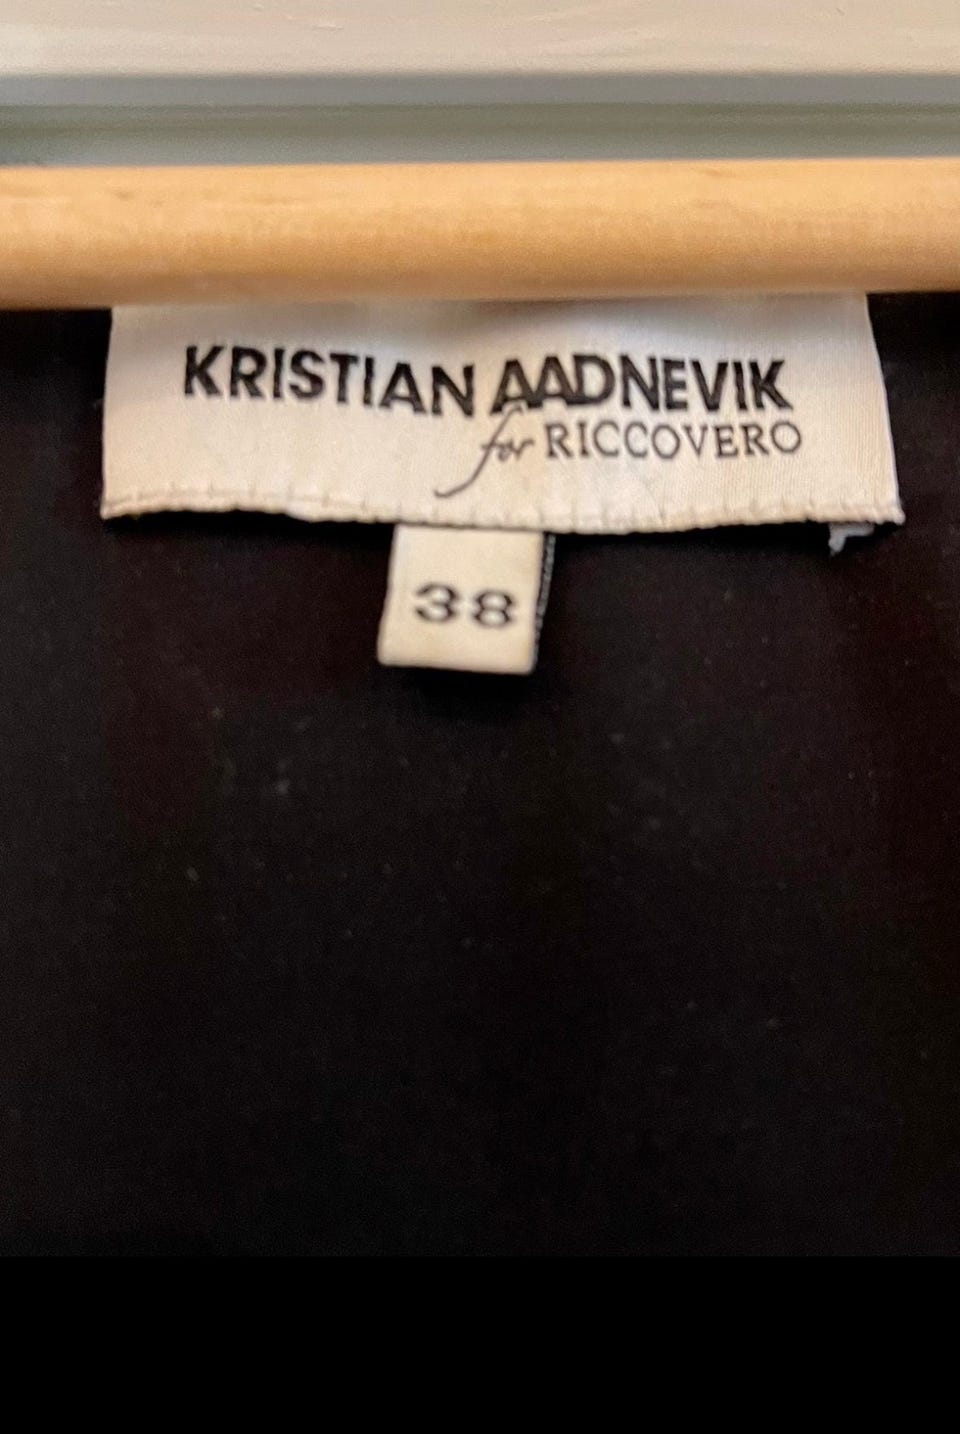 KRISTIAN AADNEVIK
for RICCOVERO
38